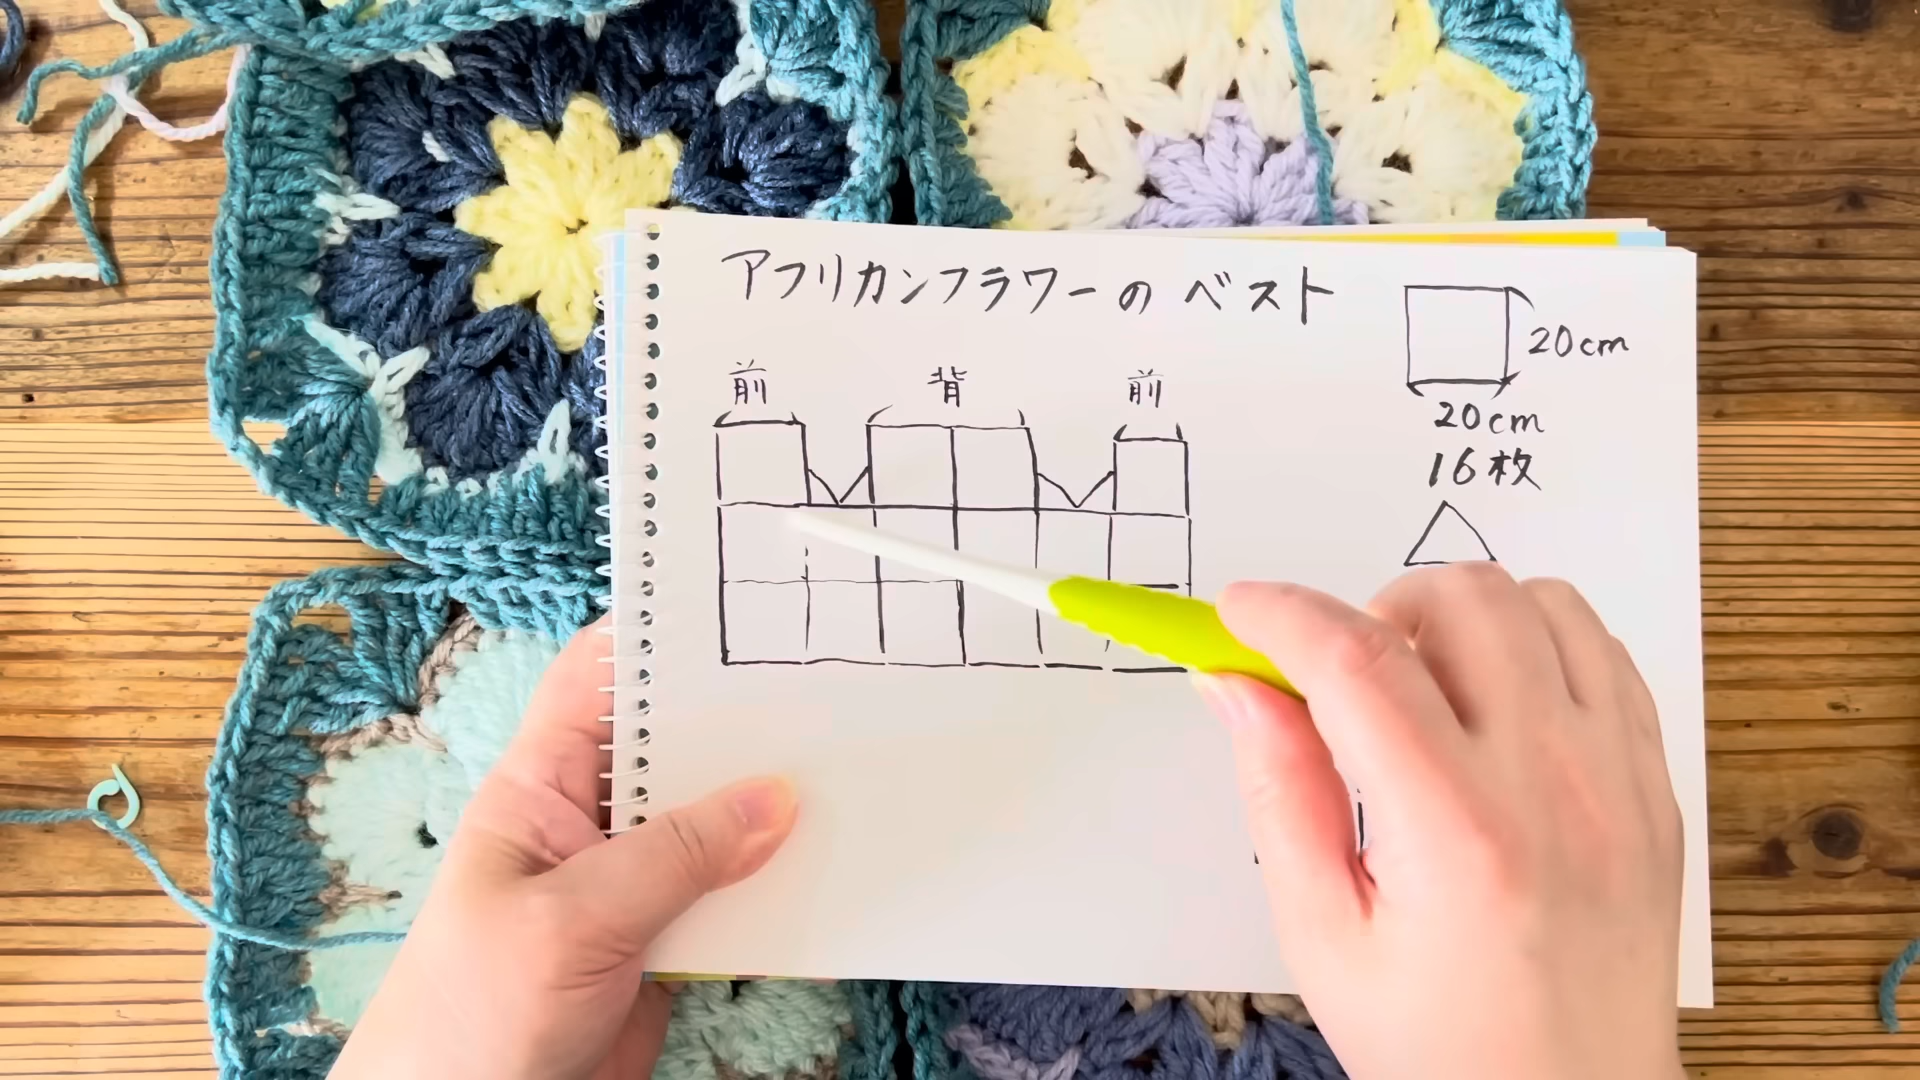 アフリカンフラワーの ベスト
前 背 前
20cm
20cm
16枚